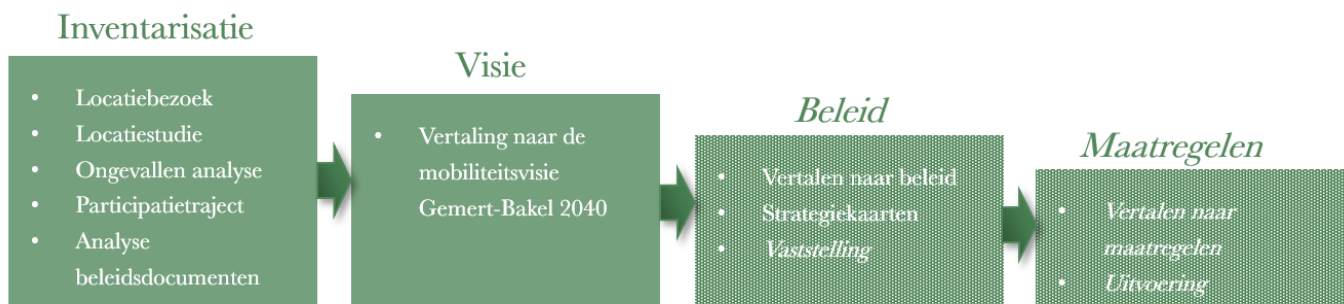 Inventarisatie
• Locatiebezoek
• Locatiestudie
• Ongevallen analyse
• Participatietraject
• Analyse
beleidsdocumenten
Visie
• Vertaling naar de
mobiliteitsvisie
Gemert-Bakel 2040
Beleid
• Vertalen naar beleid
• Strategiekaarten
• Vaststelling
Maatregelen
• Vertalen naar
maatregelen
• Uitvoering